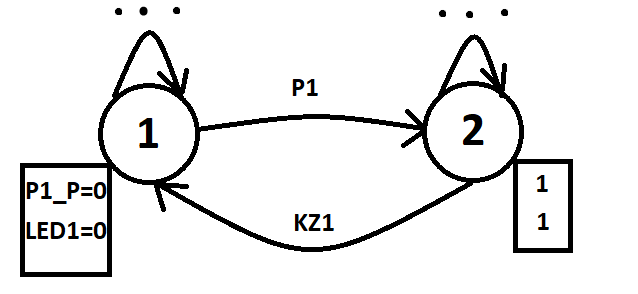 . . .
. . .
P1
1
2
P1_P=0
LED1=0
1
1
KZ1